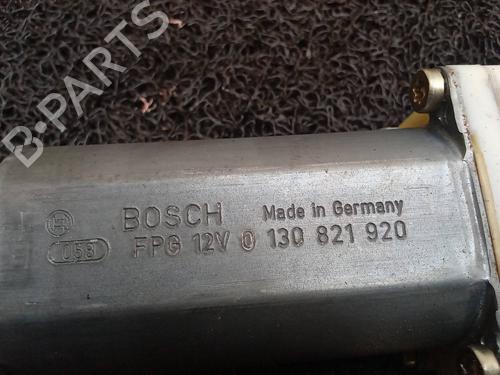 B-PARTS
BOSCH Made in Germany
058 FPG 12V 0 130 821 920